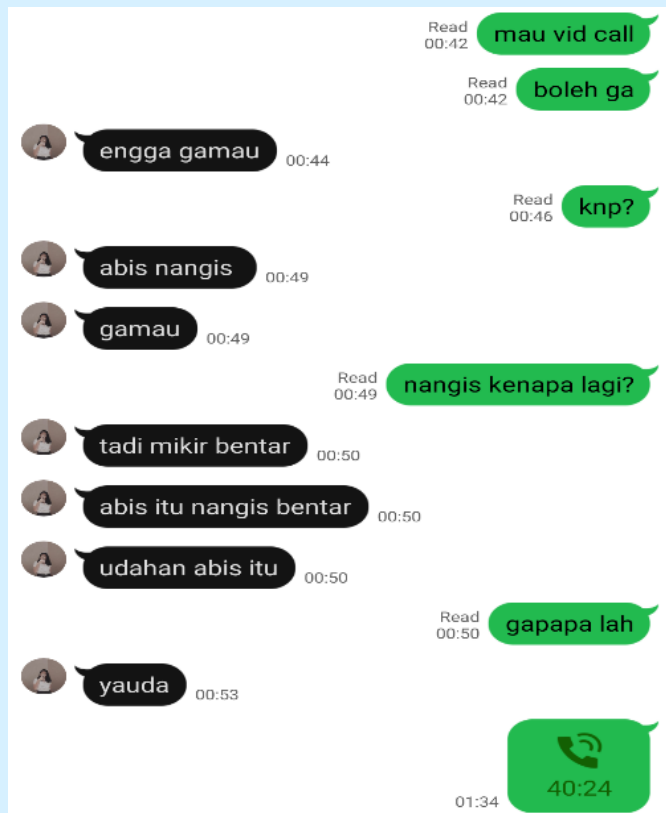 Read
00:42
mau vid call
Read
00:42
boleh ga
engga gamau
00:44
Read
00:46
knp?
abis nangis
00:49
gamau
00:49
Read
00:49
nangis kenapa lagi?
tadi mikir bentar
00:50
abis itu nangis bentar
00:50
udahan abis itu
00:50
Read
00:50
gapapa lah
yauda
00:53
01:34
40:24